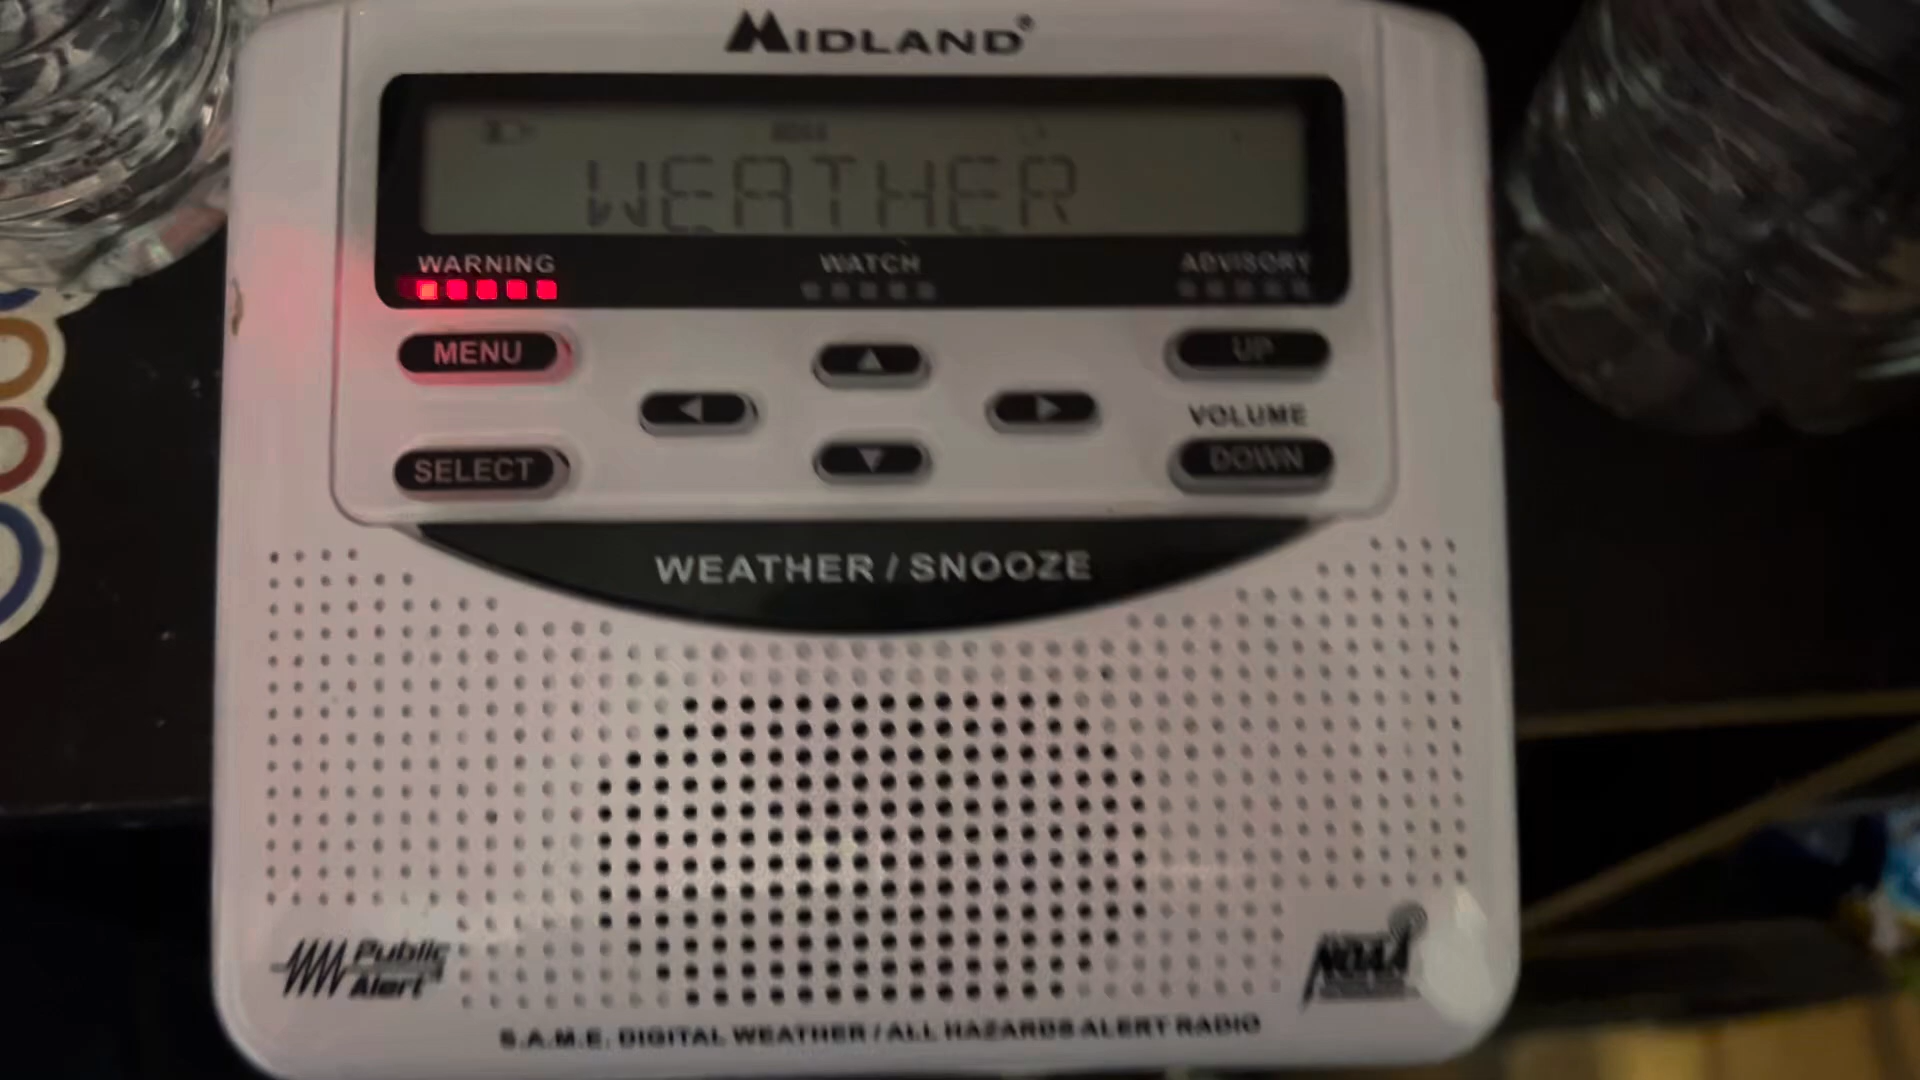 MIDLAND®
WEATHER
WARNING WATCH ADVISORY
MENU UP
VOLUME
SELECT DOWN
WEATHER / SNOOZE
Public Alert NOAA
S.A.M.E. DIGITAL WEATHER / ALL HAZARDS ALERT RADIO